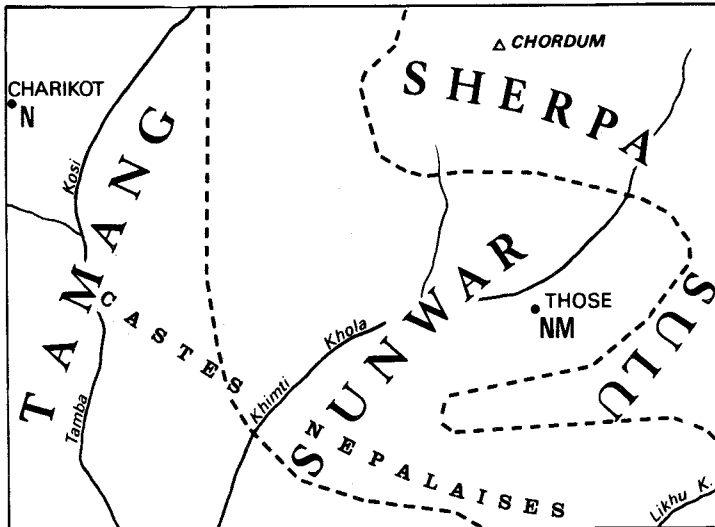 CHORDUM
SHERPA
CHARIKOT
N
Kosi
TAMANG
CASTES
Tamba
SUNWAR
Khimti Khola
THOSE
NM
SULU
NEPALAISES
Likhu K.